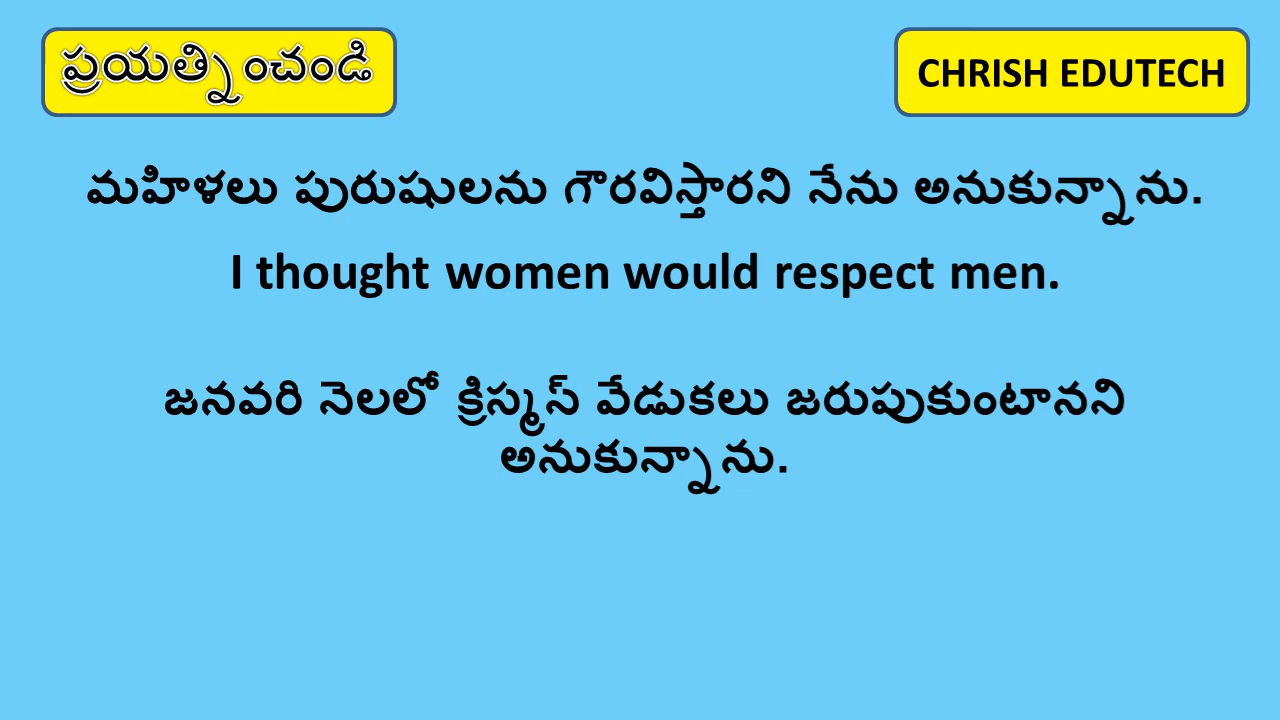 ప్రయత్నించండి
CHRISH EDUTECH
మహిళలు పురుషులను గౌరవిస్తారని నేను అనుకున్నాను.
I thought women would respect men.
జనవరి నెలలో క్రిస్మస్ వేడుకలు జరుపుకుంటానని
అనుకున్నాను.